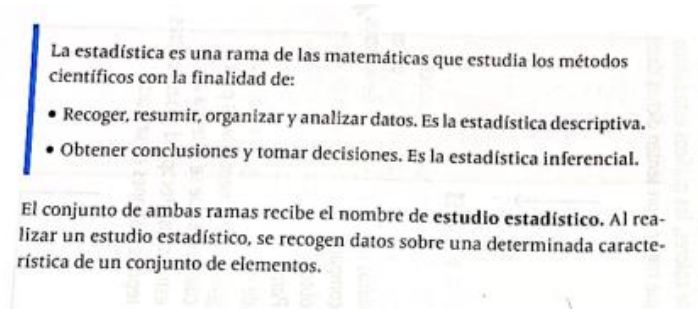 La estadística es una rama de las matemáticas que estudia los métodos
científicos con la finalidad de:
• Recoger, resumir, organizar y analizar datos. Es la estadística descriptiva.
• Obtener conclusiones y tomar decisiones. Es la estadística inferencial.
El conjunto de ambas ramas recibe el nombre de estudio estadístico. Al rea-
lizar un estudio estadístico, se recogen datos sobre una determinada caracte-
rística de un conjunto de elementos.